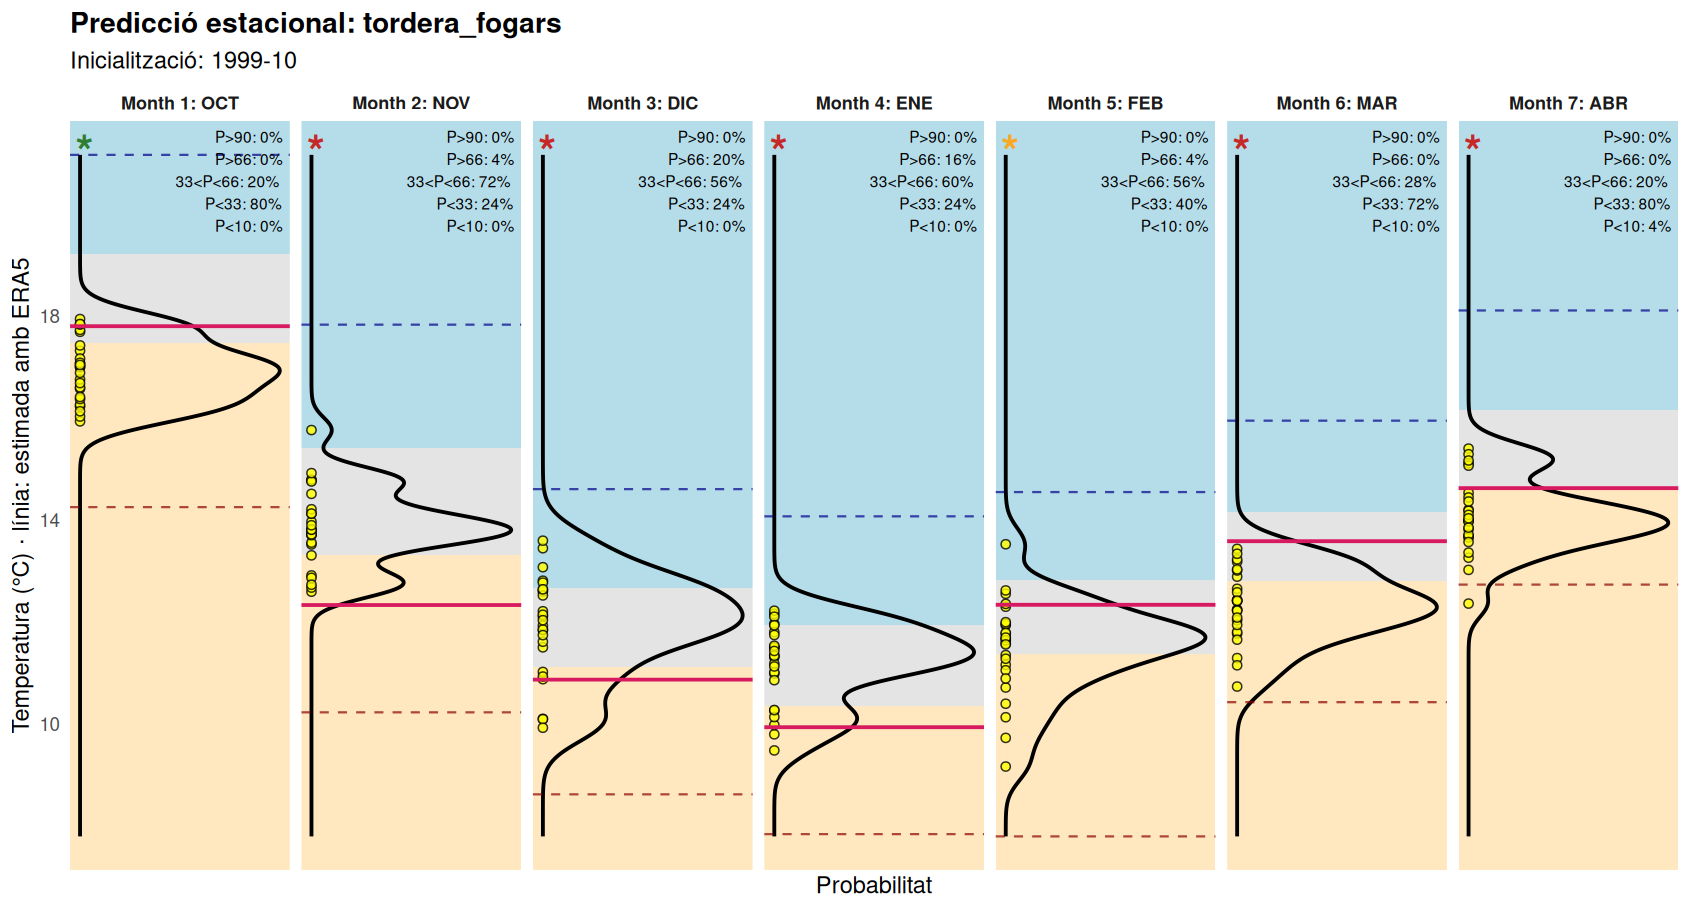 Predicció estacional: tordera_fogars
Inicialització: 1999-10
Month 1: OCT
Month 2: NOV
Month 3: DIC
Month 4: ENE
Month 5: FEB
Month 6: MAR
Month 7: ABR
*
P>90: 0%
P>66: 0%
33<P<66: 20%
P<33: 80%
P<10: 0%
*
P>90: 0%
P>66: 4%
33<P<66: 72%
P<33: 24%
P<10: 0%
*
P>90: 0%
P>66: 20%
33<P<66: 56%
P<33: 24%
P<10: 0%
*
P>90: 0%
P>66: 16%
33<P<66: 60%
P<33: 24%
P<10: 0%
*
P>90: 0%
P>66: 4%
33<P<66: 56%
P<33: 40%
P<10: 0%
*
P>90: 0%
P>66: 0%
33<P<66: 28%
P<33: 72%
P<10: 0%
*
P>90: 0%
P>66: 0%
33<P<66: 20%
P<33: 80%
P<10: 4%
Temperatura (°C) · línia: estimada amb ERA5
18
14
10
Probabilitat